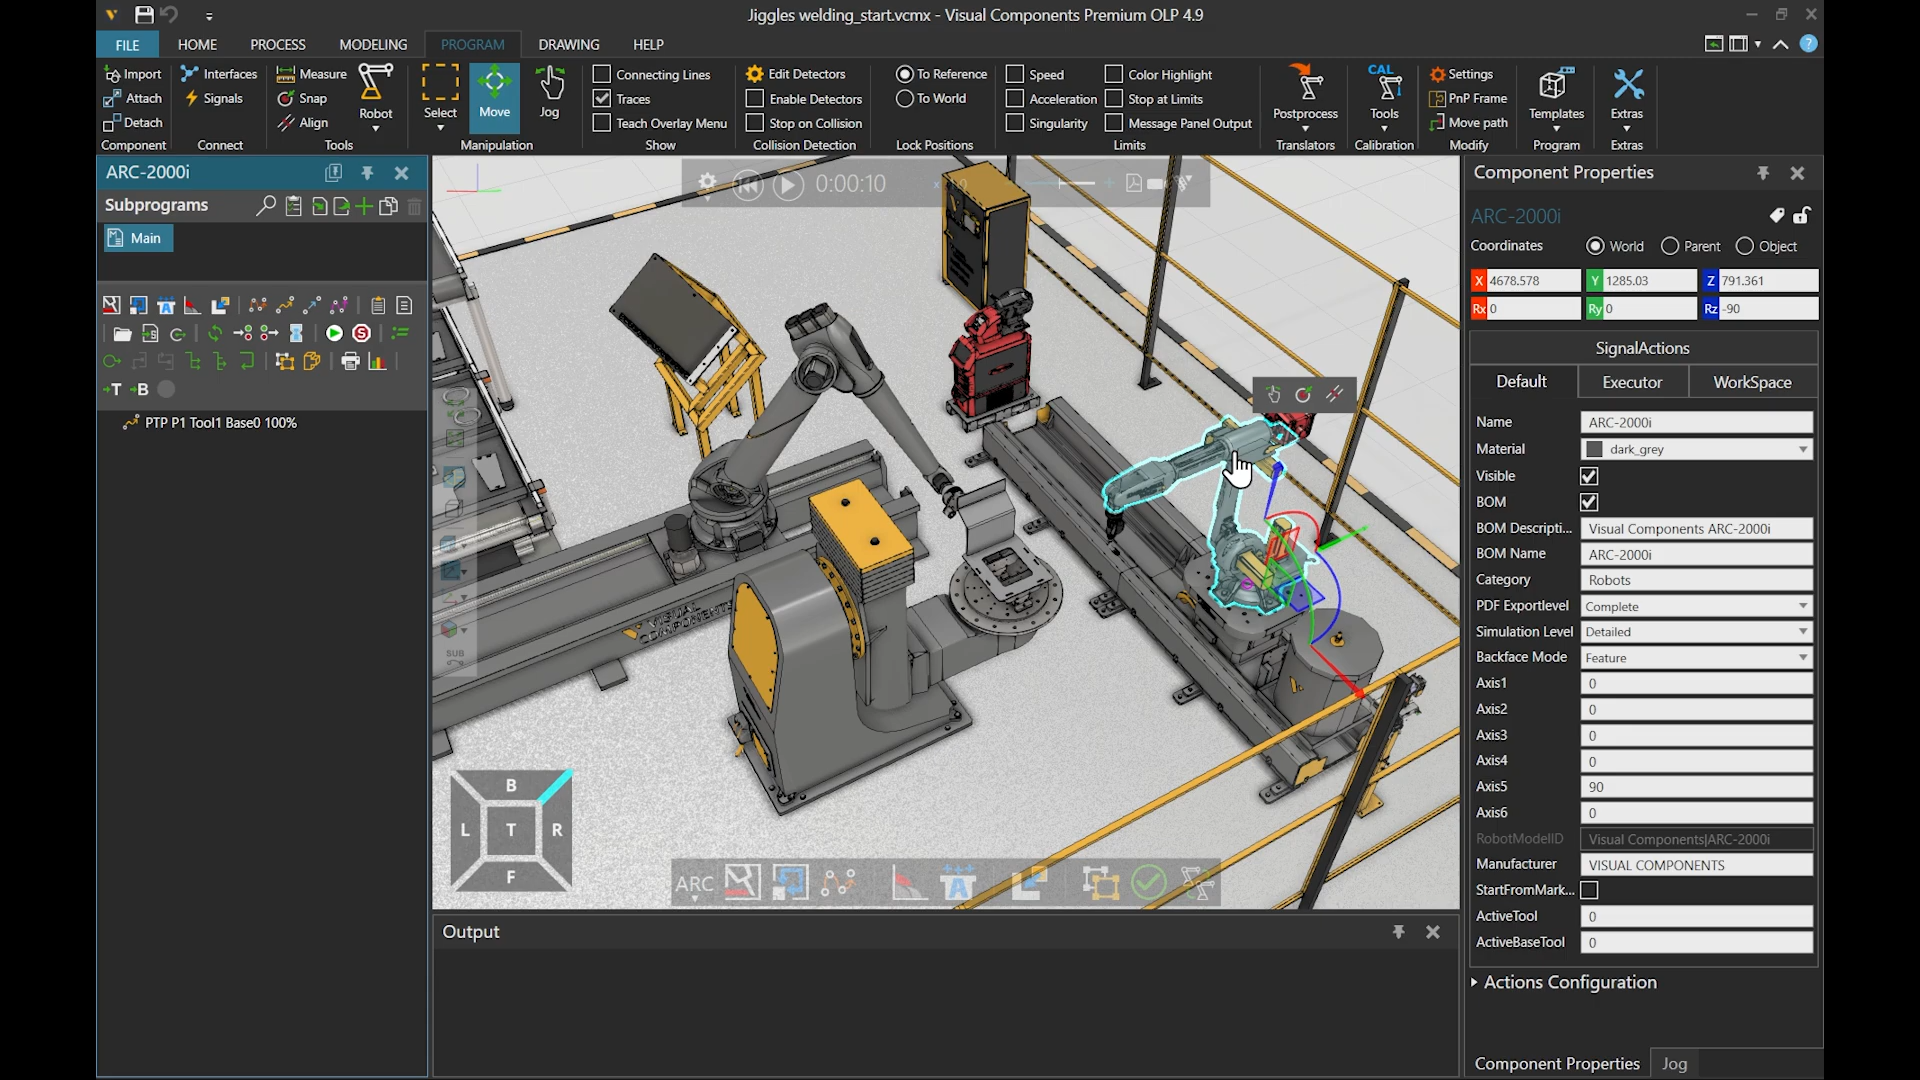 Jiggles welding_start.vcmx - Visual Components Premium OLP 4.9
FILE HOME PROCESS MODELING PROGRAM DRAWING HELP
Import Interfaces Measure Connecting Lines Edit Detectors To Reference Speed Color Highlight Settings
Attach Signals Snap Traces Enable Detectors To World Acceleration Stop at Limits PnP Frame
Detach Align Teach Overlay Menu Stop on Collision Singularity Message Panel Output Move path
Robot Select Move Jog Postprocess CAL Tools Templates Extras
Component Connect Tools Manipulation Show Collision Detection Lock Positions Limits Translators Calibration Modify Program Extras
ARC-2000i
Subprograms
Main
T B
PTP P1 Tool1 Base0 100%
0:00:10
VISUAL
COMPONENTS
SUB
B
L T R
F
ARC
Output
Component Properties
ARC-2000i
Coordinates World Parent Object
X 4678.578 Y 1285.03 Z 791.361
Rx 0 Ry 0 Rz -90
SignalActions
Default Executor WorkSpace
Name ARC-2000i
Material dark_grey
Visible
BOM
BOM Descripti... Visual Components ARC-2000i
BOM Name ARC-2000i
Category Robots
PDF Exportlevel Complete
Simulation Level Detailed
Backface Mode Feature
Axis1 0
Axis2 0
Axis3 0
Axis4 0
Axis5 90
Axis6 0
RobotModelID Visual Components|ARC-2000i
Manufacturer VISUAL COMPONENTS
StartFromMark...
ActiveTool 0
ActiveBaseTool 0
Actions Configuration
Component Properties Jog